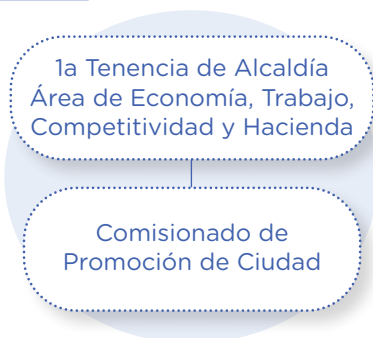 1a Tenencia de Alcaldía
Área de Economía, Trabajo,
Competitividad y Hacienda
Comisionado de
Promoción de Ciudad